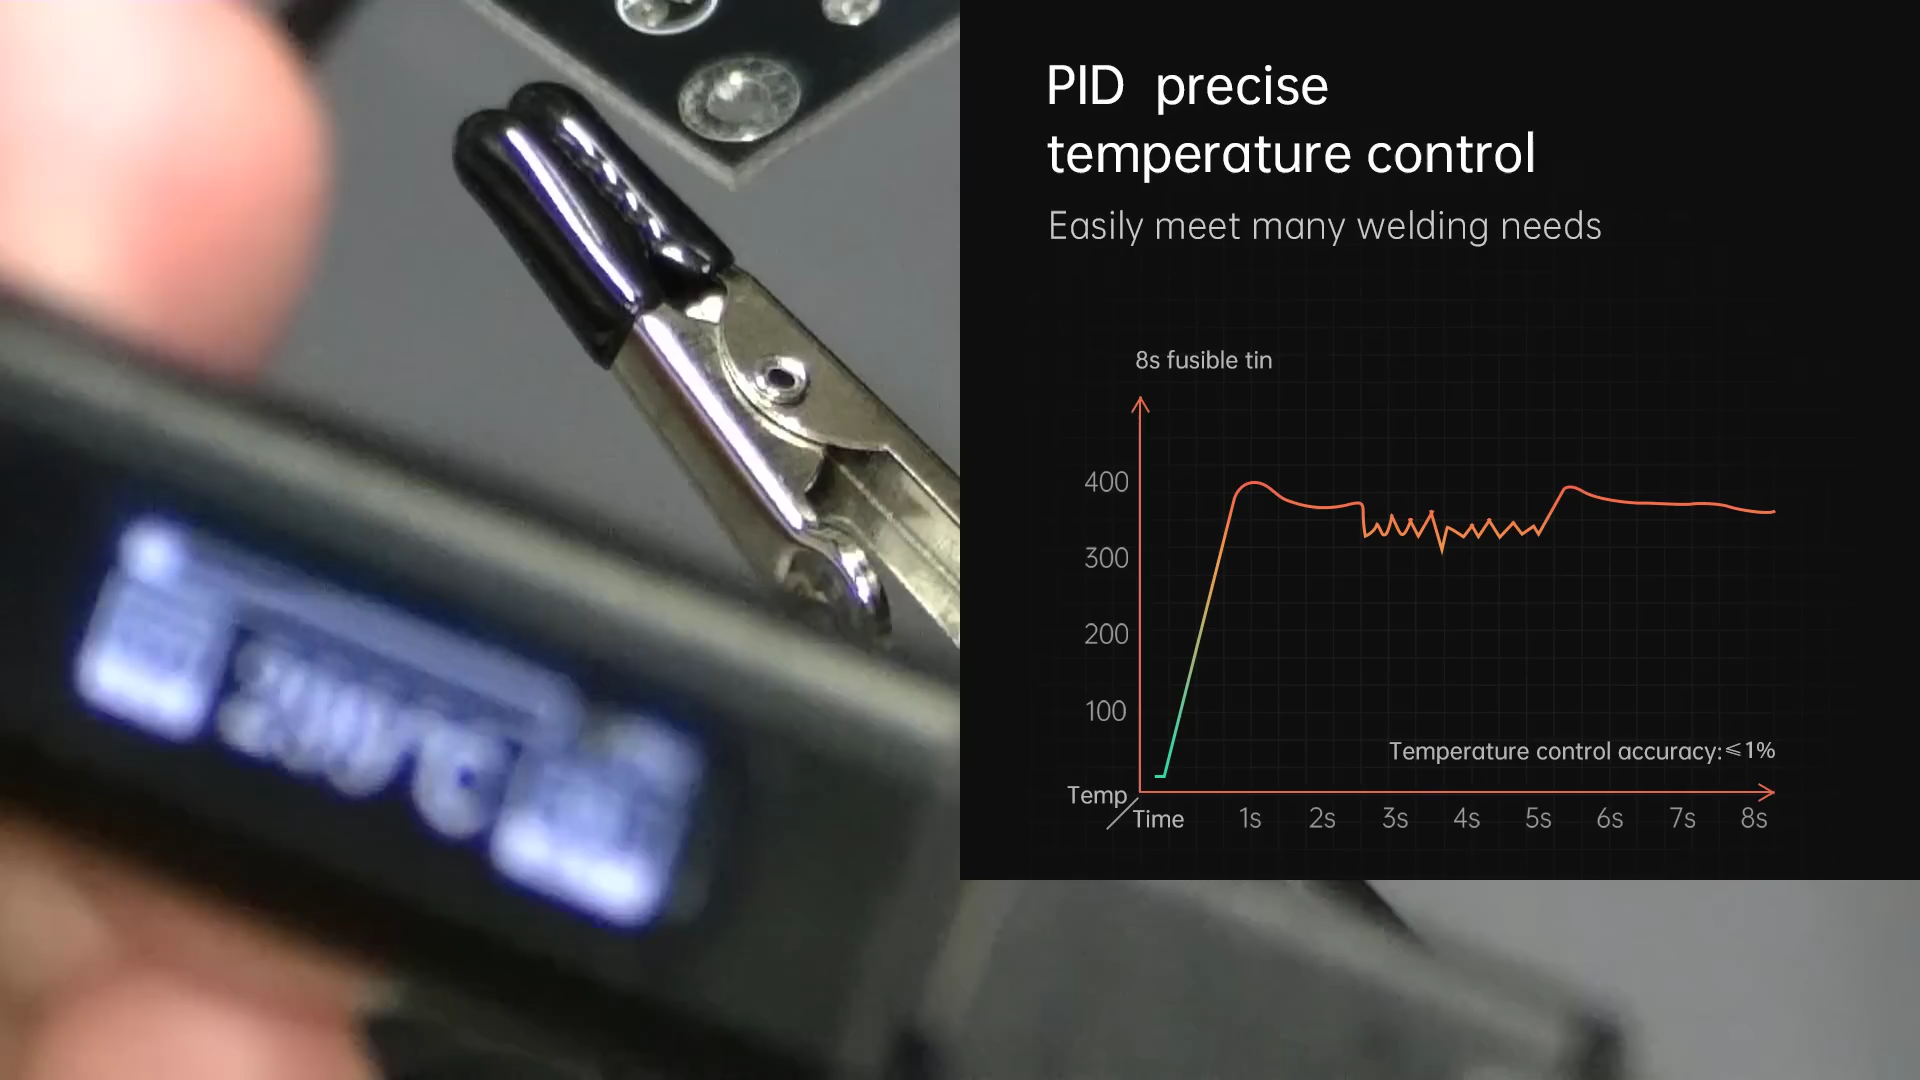 PID precise
temperature control
Easily meet many welding needs
8s fusible tin
400
300
200
100
Temperature control accuracy:≤1%
Temp
Time 1s 2s 3s 4s 5s 6s 7s 8s